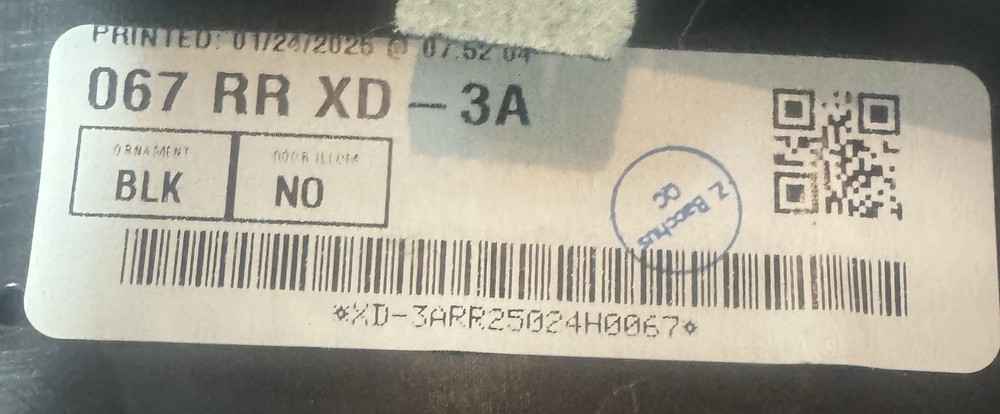 PRINTED: 01/24/2025 @ 07:52:04
067 RR XD-3A
ORNAMENT
BLK
DOOR ILLUM
NO
Z. Bacchus
QC
*XD-3ARR25024H0067*